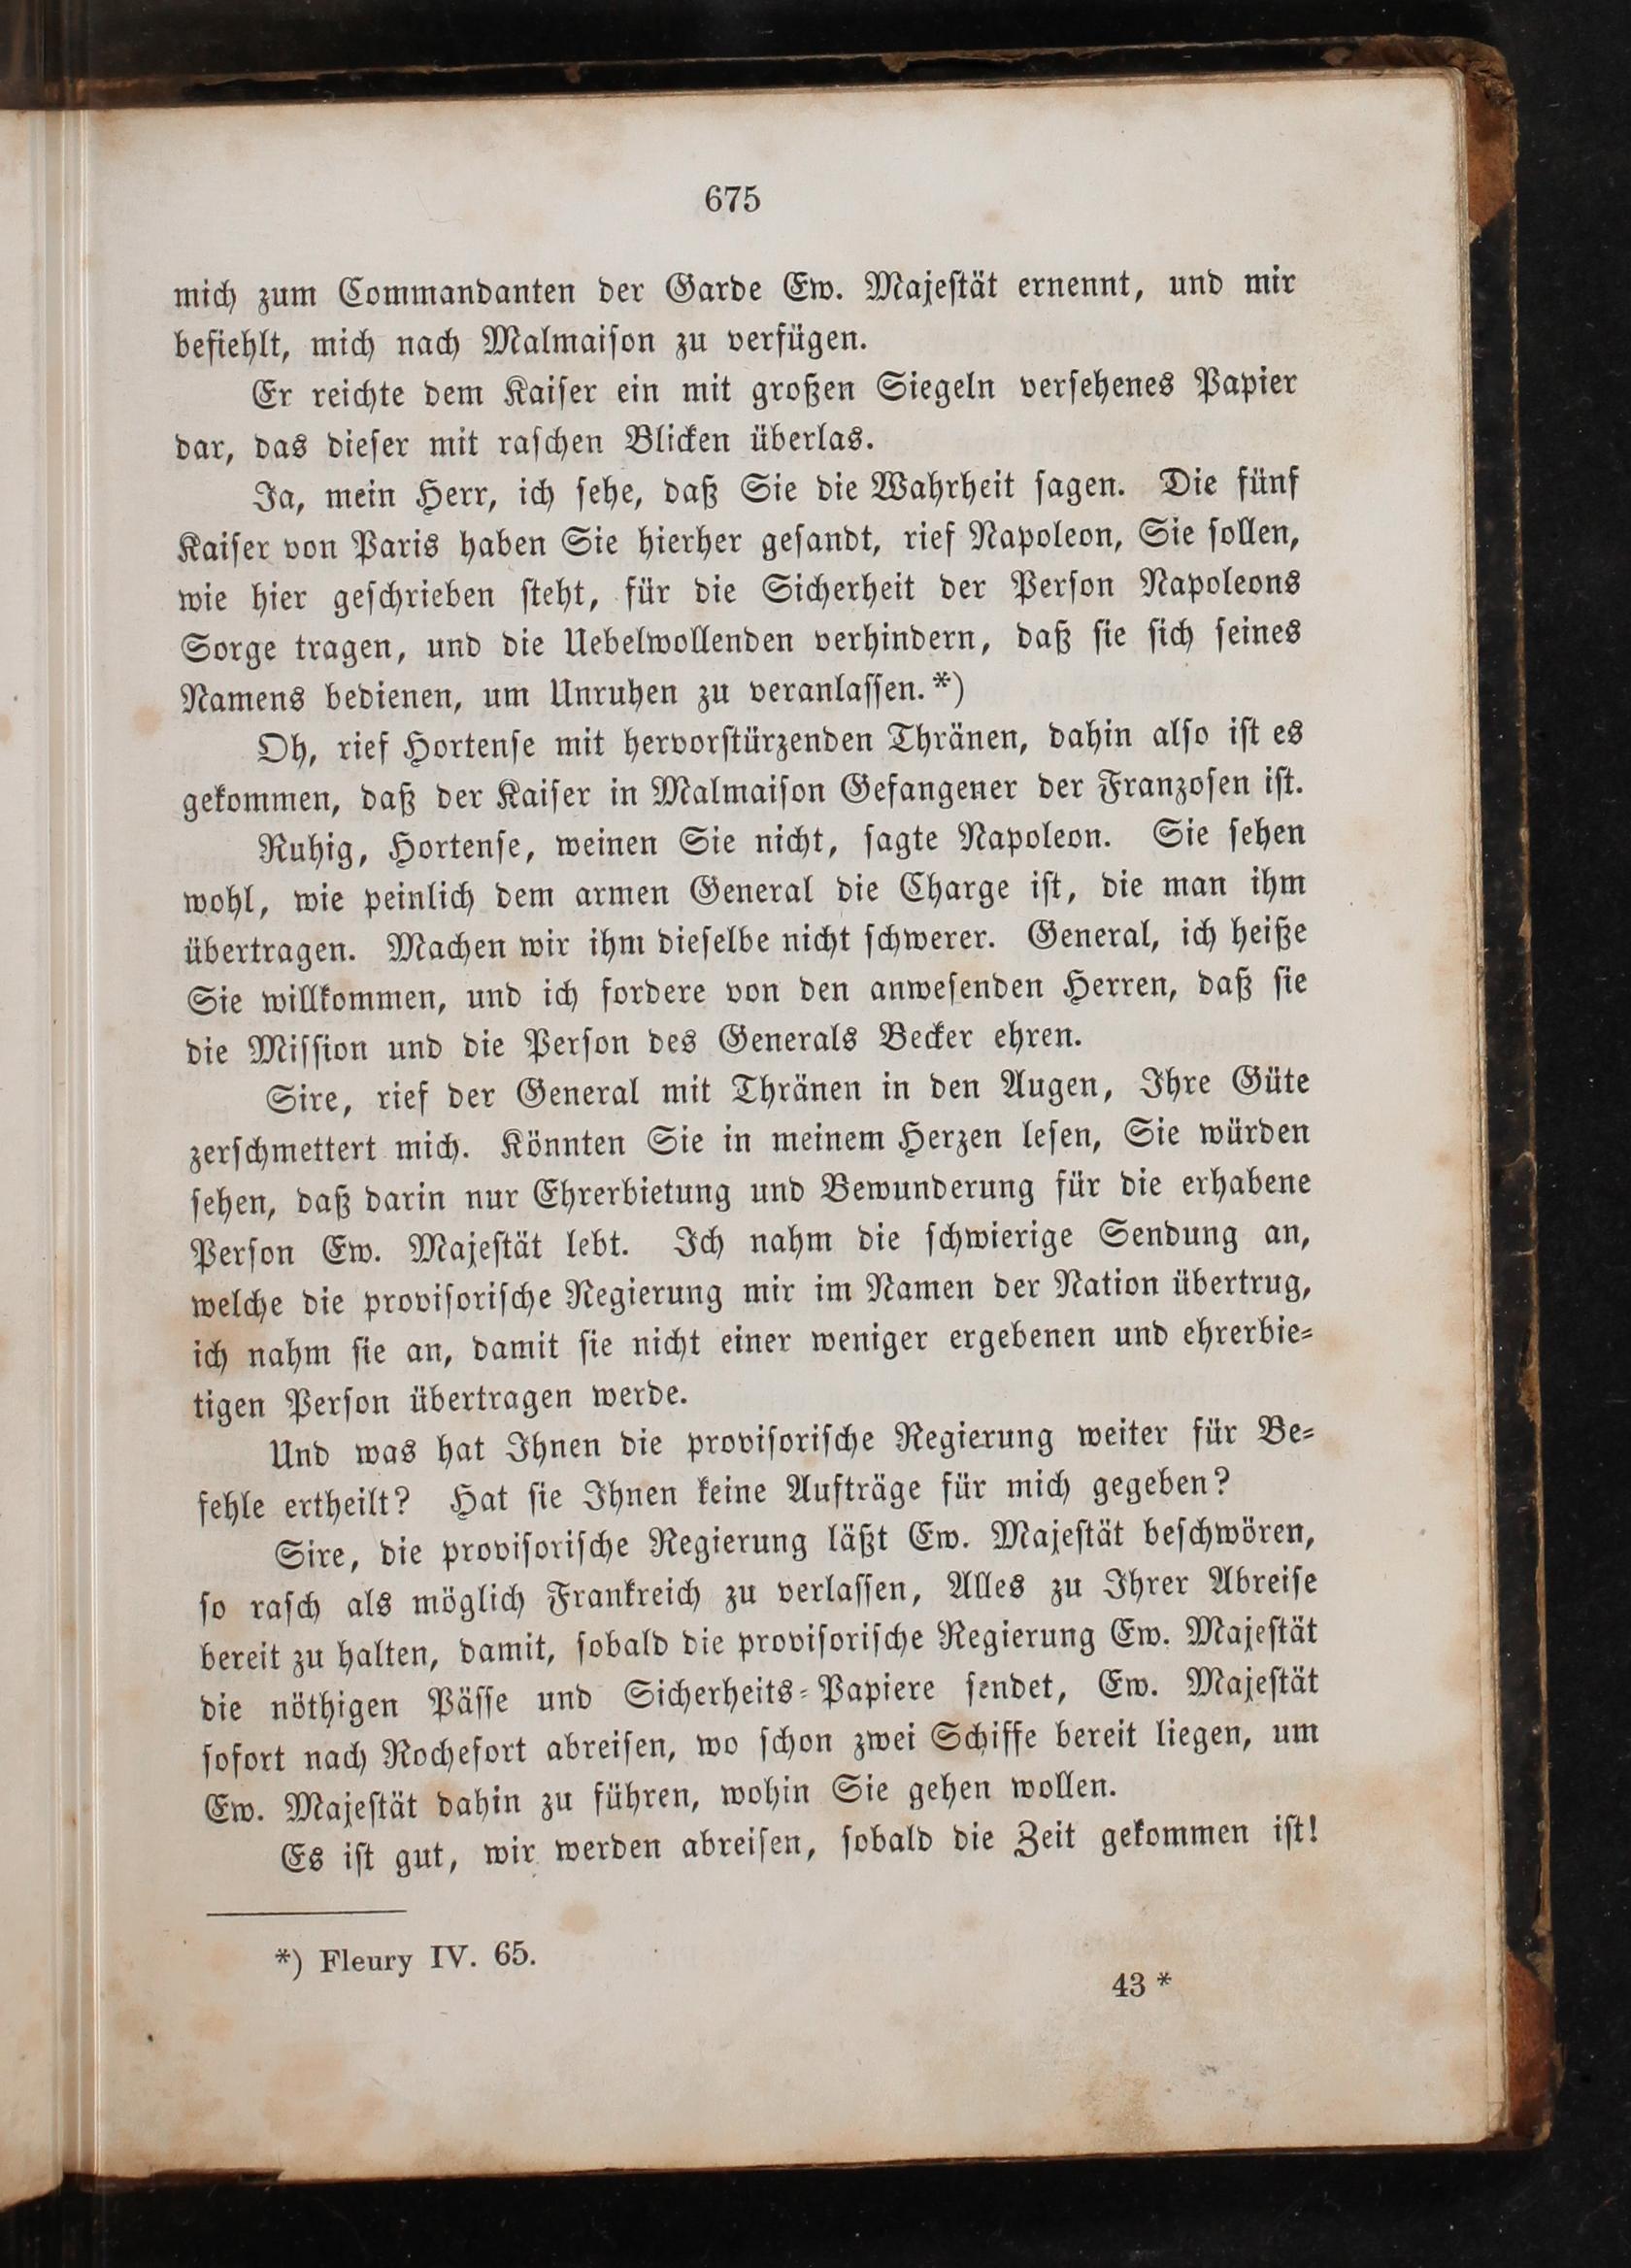 675
mich zum Commandanten der Garde Ew. Majeſtät ernennt, und mir
befiehlt, mich nach Malmaiſon zu verfügen.
Er reichte dem Kaiſer ein mit großen Siegeln verſehenes Papier
dar, das dieſer mit raſchen Blicken überlas.
Ja, mein Herr, ich ſehe, daß Sie die Wahrheit ſagen. Die fünf
Kaiſer von Paris haben Sie hierher geſandt, rief Napoleon, Sie ſollen,
wie hier geſchrieben ſteht, für die Sicherheit der Perſon Napoleons
Sorge tragen, und die Uebelwollenden verhindern, daß ſie ſich ſeines
Namens bedienen, um Unruhen zu veranlaſſen.*)
Oh, rief Hortenſe mit hervorſtürzenden Thränen, dahin alſo iſt es
gekommen, daß der Kaiſer in Malmaiſon Gefangener der Franzoſen iſt.
Ruhig, Hortenſe, weinen Sie nicht, ſagte Napoleon. Sie ſehen
wohl, wie peinlich dem armen General die Charge iſt, die man ihm
übertragen. Machen wir ihm dieſelbe nicht ſchwerer. General, ich heiße
Sie willkommen, und ich fordere von den anweſenden Herren, daß ſie
die Miſſion und die Perſon des Generals Becker ehren.
Sire, rief der General mit Thränen in den Augen, Ihre Güte
zerſchmettert mich. Könnten Sie in meinem Herzen leſen, Sie würden
ſehen, daß darin nur Ehrerbietung und Bewunderung für die erhabene
Perſon Ew. Majeſtät lebt. Ich nahm die ſchwierige Sendung an,
welche die proviſoriſche Regierung mir im Namen der Nation übertrug,
ich nahm ſie an, damit ſie nicht einer weniger ergebenen und ehrerbie⸗
tigen Perſon übertragen werde.
Und was hat Ihnen die proviſoriſche Regierung weiter für Be⸗
fehle ertheilt? Hat ſie Ihnen keine Aufträge für mich gegeben?
Sire, die proviſoriſche Regierung läßt Ew. Majeſtät beſchwören,
ſo raſch als möglich Frankreich zu verlaſſen, Alles zu Ihrer Abreiſe
bereit zu halten, damit, ſobald die proviſoriſche Regierung Ew. Majeſtät
die nöthigen Päſſe und Sicherheits⸗Papiere ſendet, Ew. Majeſtät
ſofort nach Rochefort abreiſen, wo ſchon zwei Schiffe bereit liegen, um
Ew. Majeſtät dahin zu führen, wohin Sie gehen wollen.
Es iſt gut, wir werden abreiſen, ſobald die Zeit gekommen iſt!
*) Fleury IV. 65.
43 *